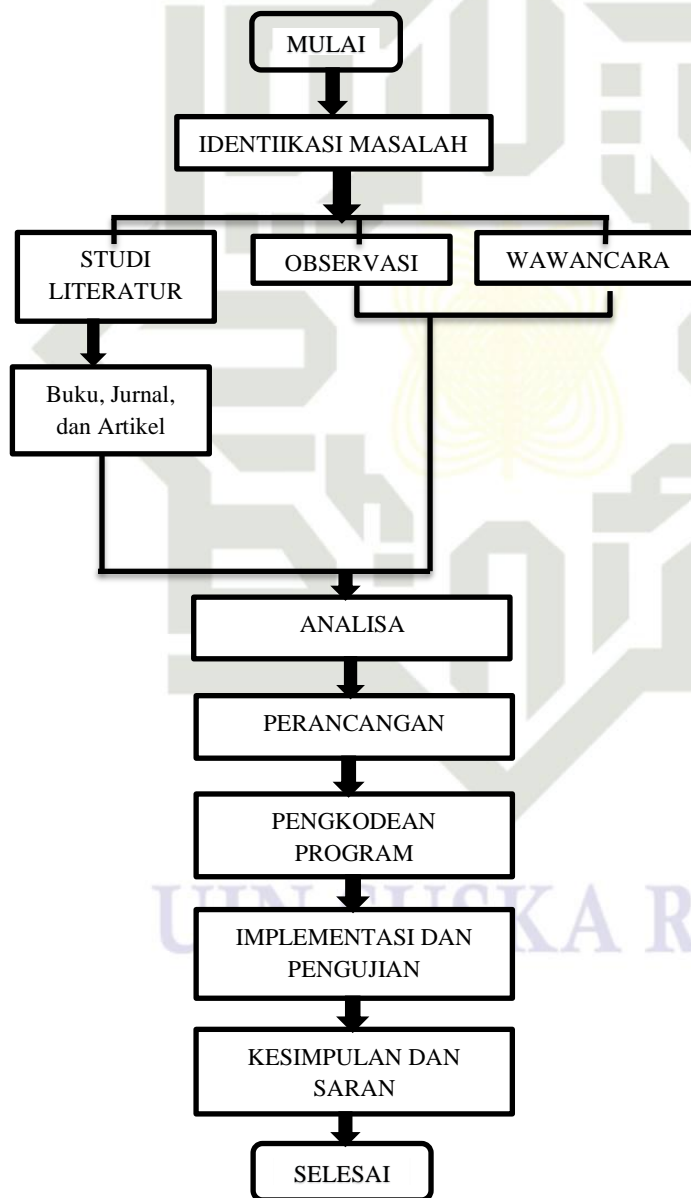 MULAI
IDENTIIKASI MASALAH
STUDI
LITERATUR
OBSERVASI
WAWANCARA
Buku, Jurnal,
dan Artikel
ANALISA
PERANCANGAN
PENGKODEAN
PROGRAM
IMPLEMENTASI DAN
PENGUJIAN
KESIMPULAN DAN
SARAN
SELESAI